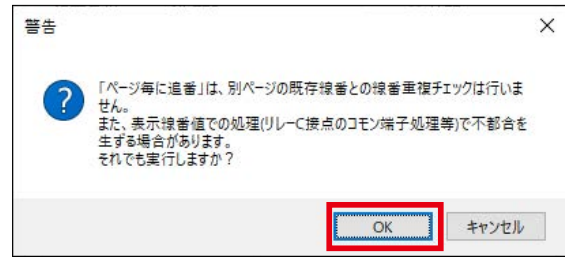 警告
「ページ毎に追番」は、別ページの既存線番との線番重複チェックは行いま
せん。
また、表示線番値での処理(リレーC接点のコモン端子処理等)で不都合を
生ずる場合があります。
それでも実行しますか？
OK
キャンセル